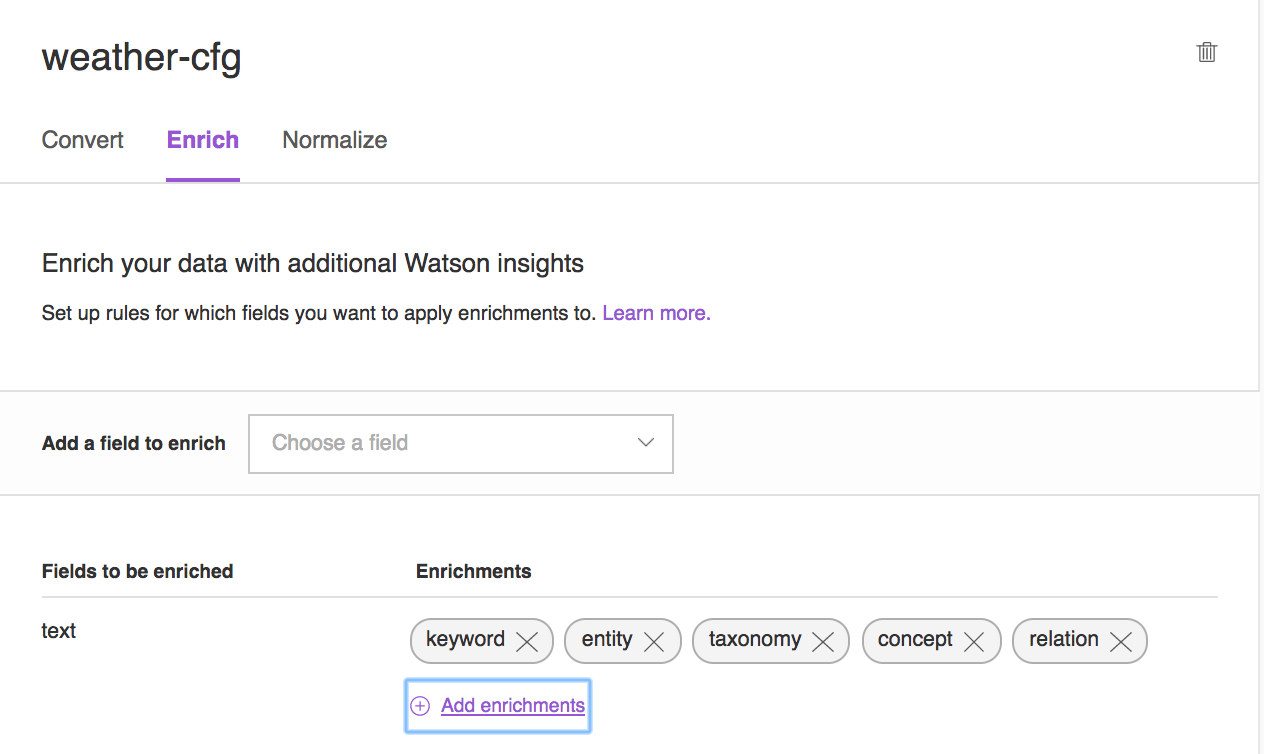 weather-cfg
Convert Enrich Normalize
Enrich your data with additional Watson insights
Set up rules for which fields you want to apply enrichments to. Learn more.
Add a field to enrich Choose a field
Fields to be enriched Enrichments
text keyword entity taxonomy concept relation
Add enrichments